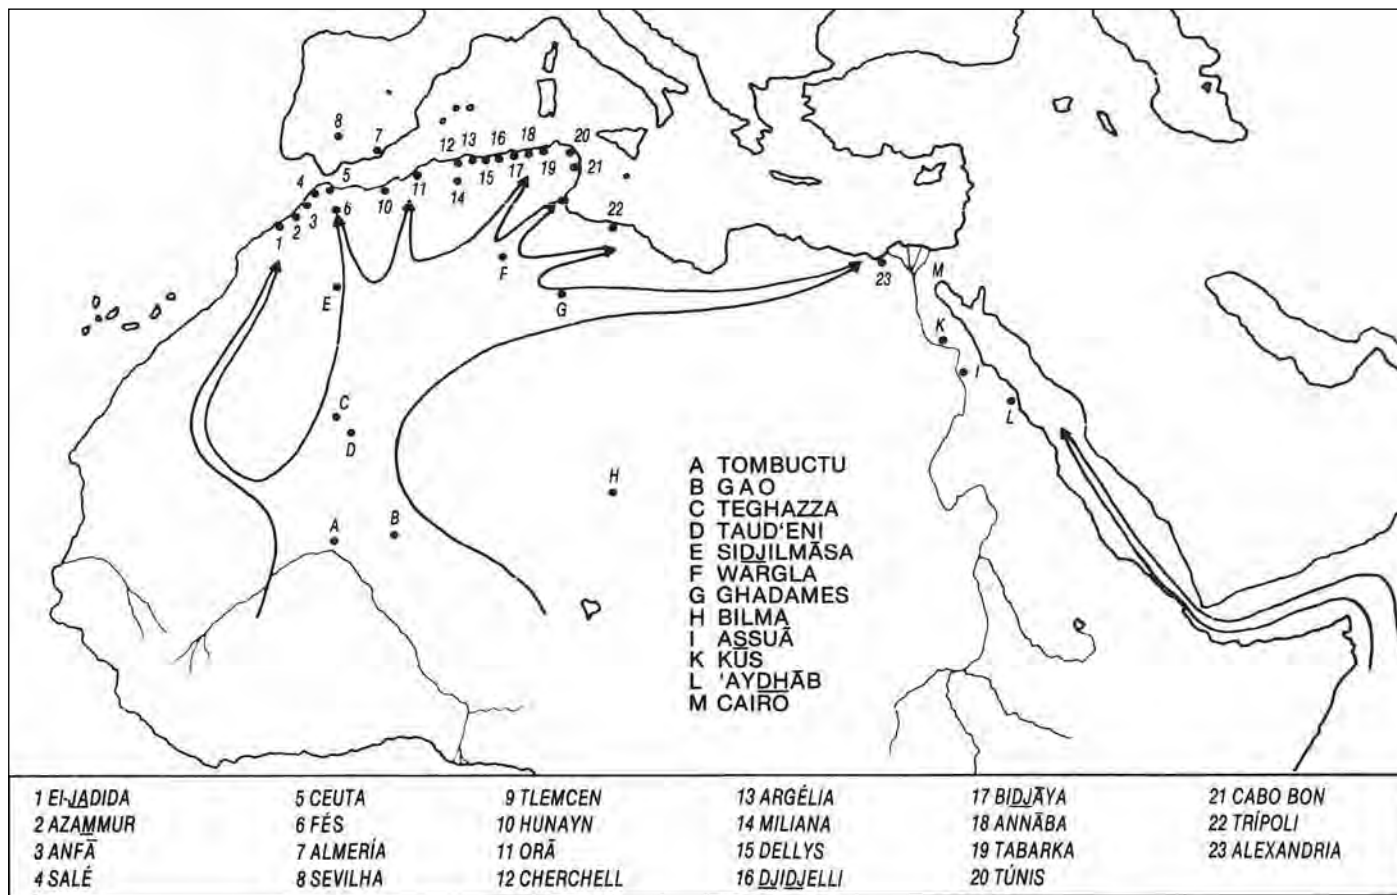 8
7
18
20
16
13
12
17
19
21
15
14
11
10
5
4
6
3
2
1
22
F
23
M
E
G
K
I
C
L
D
H
A
B
A TOMBUCTU
B GAO
C TEGHAZZA
D TAUD‘ENI
E SIDJILMĀSA
F WARGLA
G GHADAMES
H BILMA
I ASSUÃ
K KŪS
L ‘AYDHĀB
M CAIRO
1 El-JADIDA
2 AZAMMUR
3 ANFĀ
4 SALÉ
5 CEUTA
6 FÉS
7 ALMERÍA
8 SEVILHA
9 TLEMCEN
10 HUNAYN
11 ORÃ
12 CHERCHELL
13 ARGÉLIA
14 MILIANA
15 DELLYS
16 DJIDJELLI
17 BIDJĀYA
18 ANNĀBA
19 TABARKA
20 TÚNIS
21 CABO BON
22 TRÍPOLI
23 ALEXANDRIA